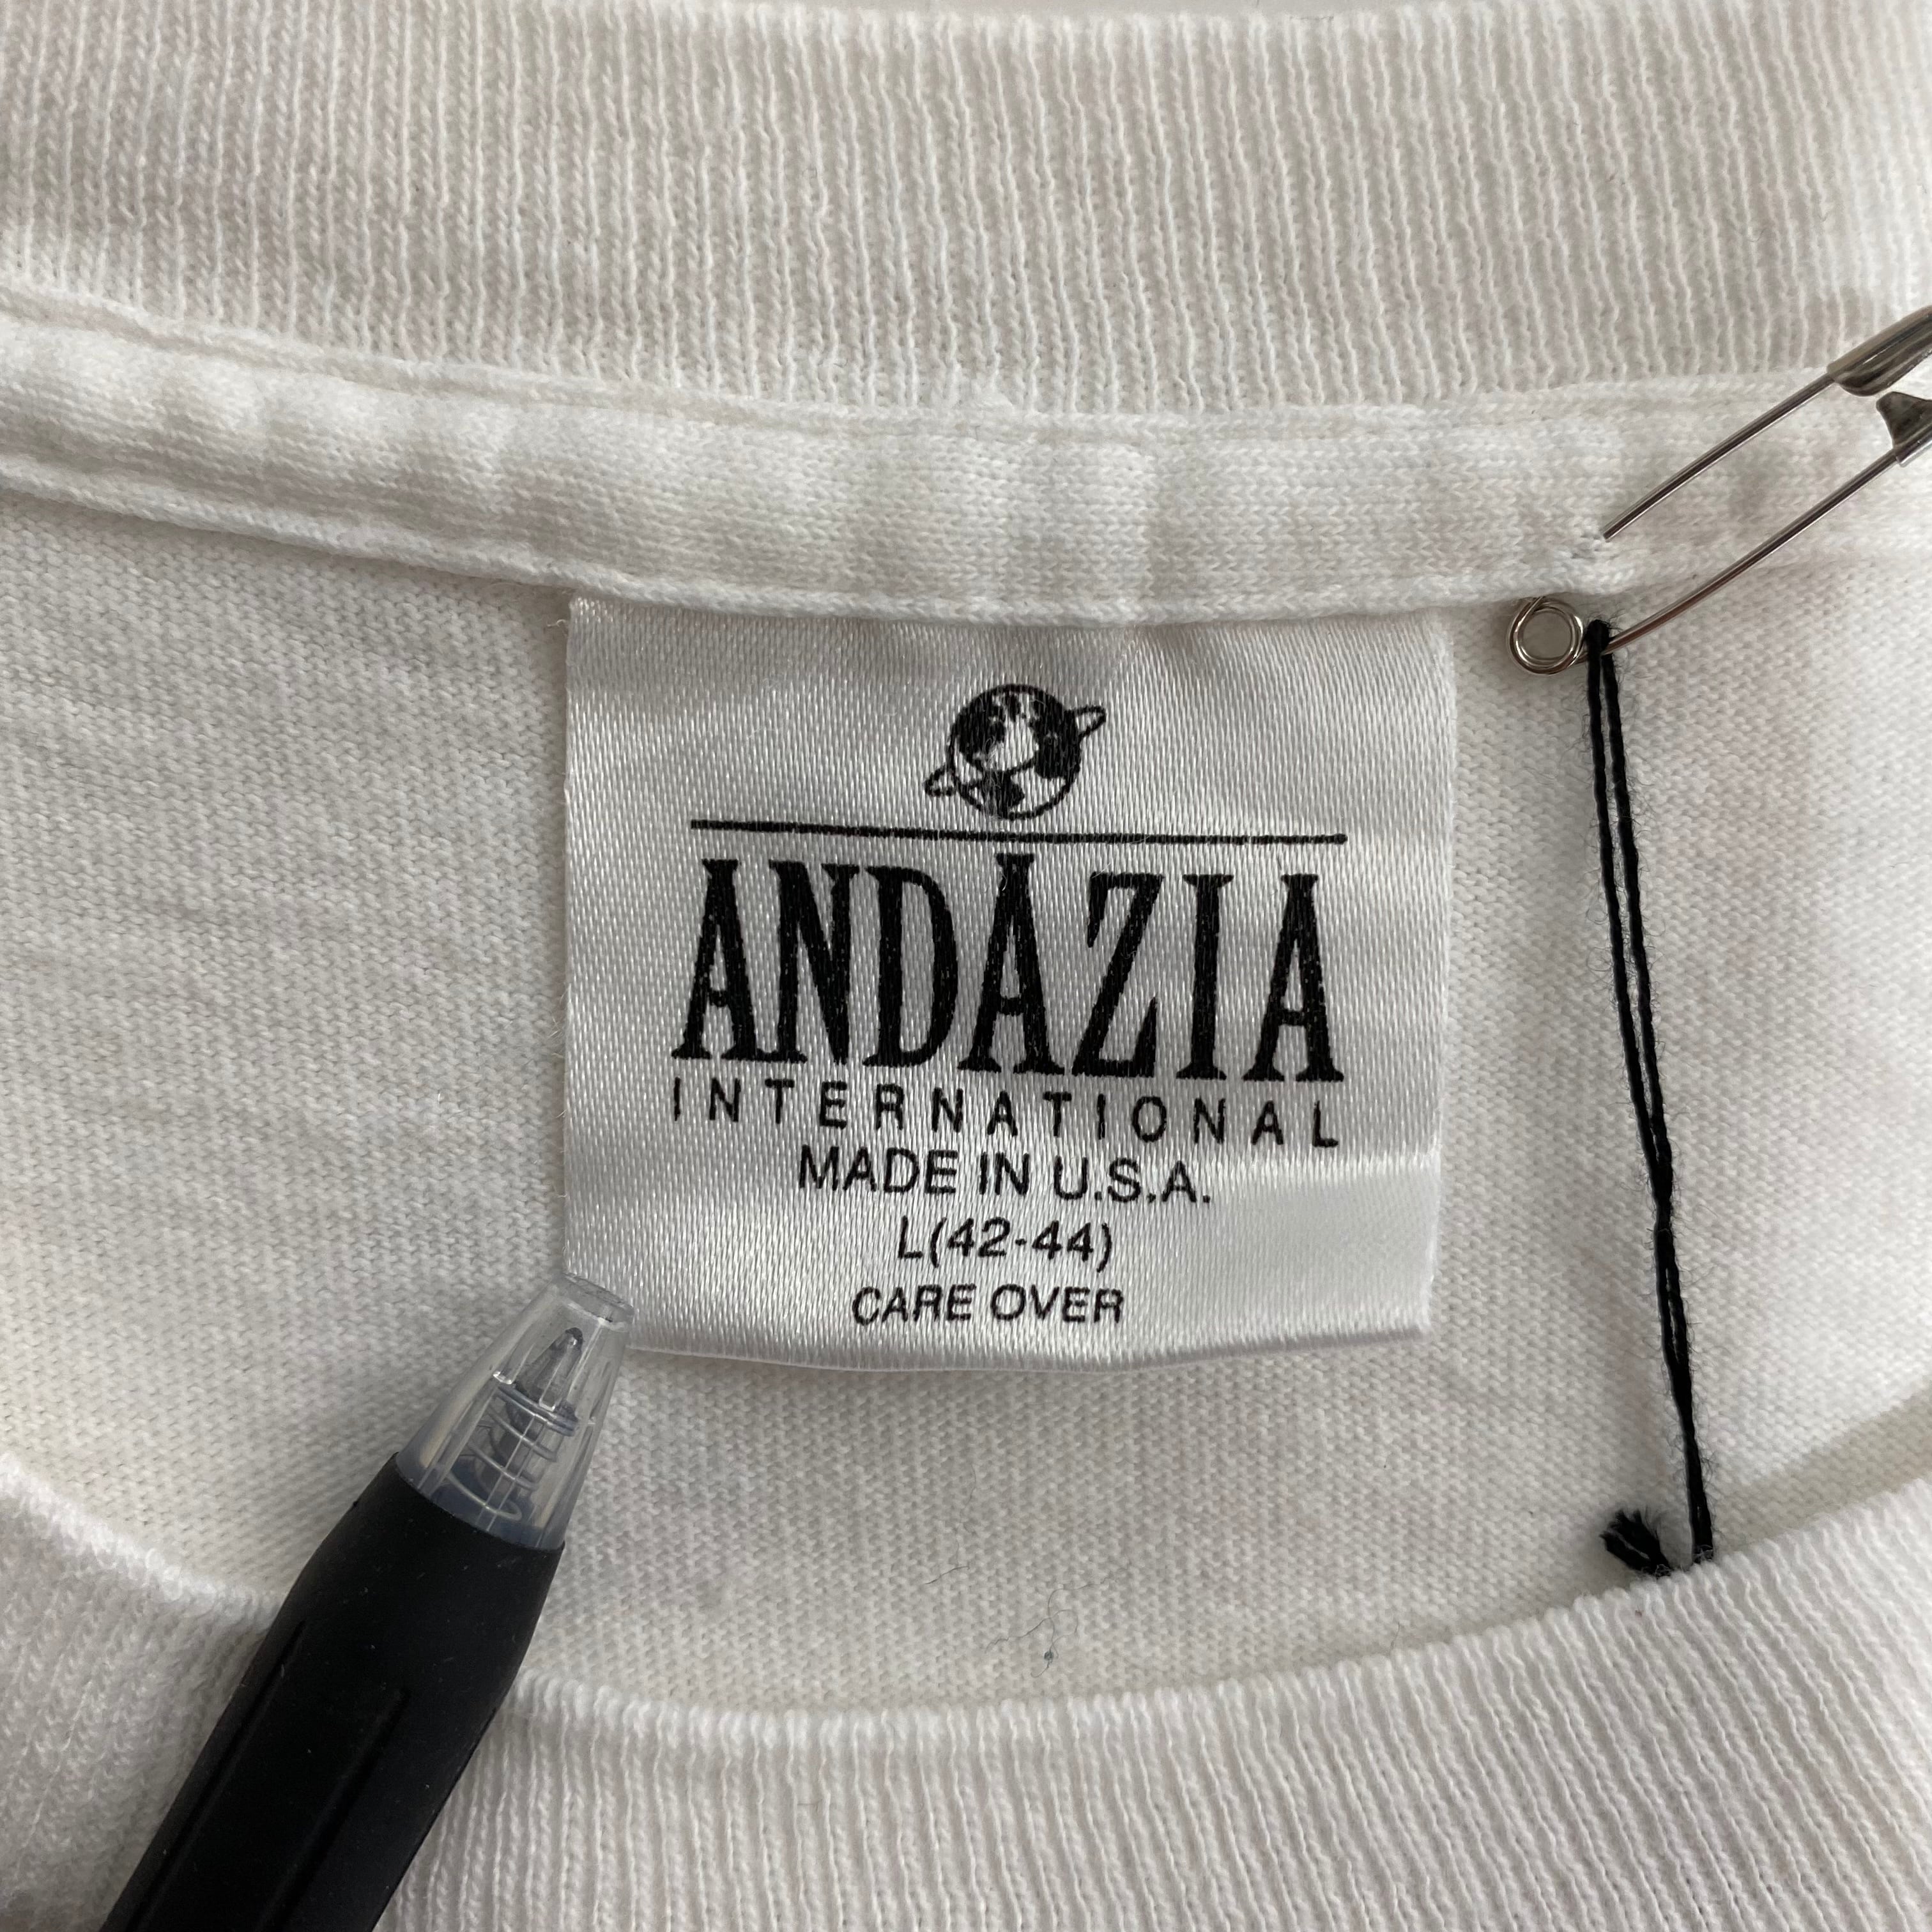 ANDAZIA
INTERNATIONAL
MADE IN U.S.A.
L(42-44)
CARE OVER